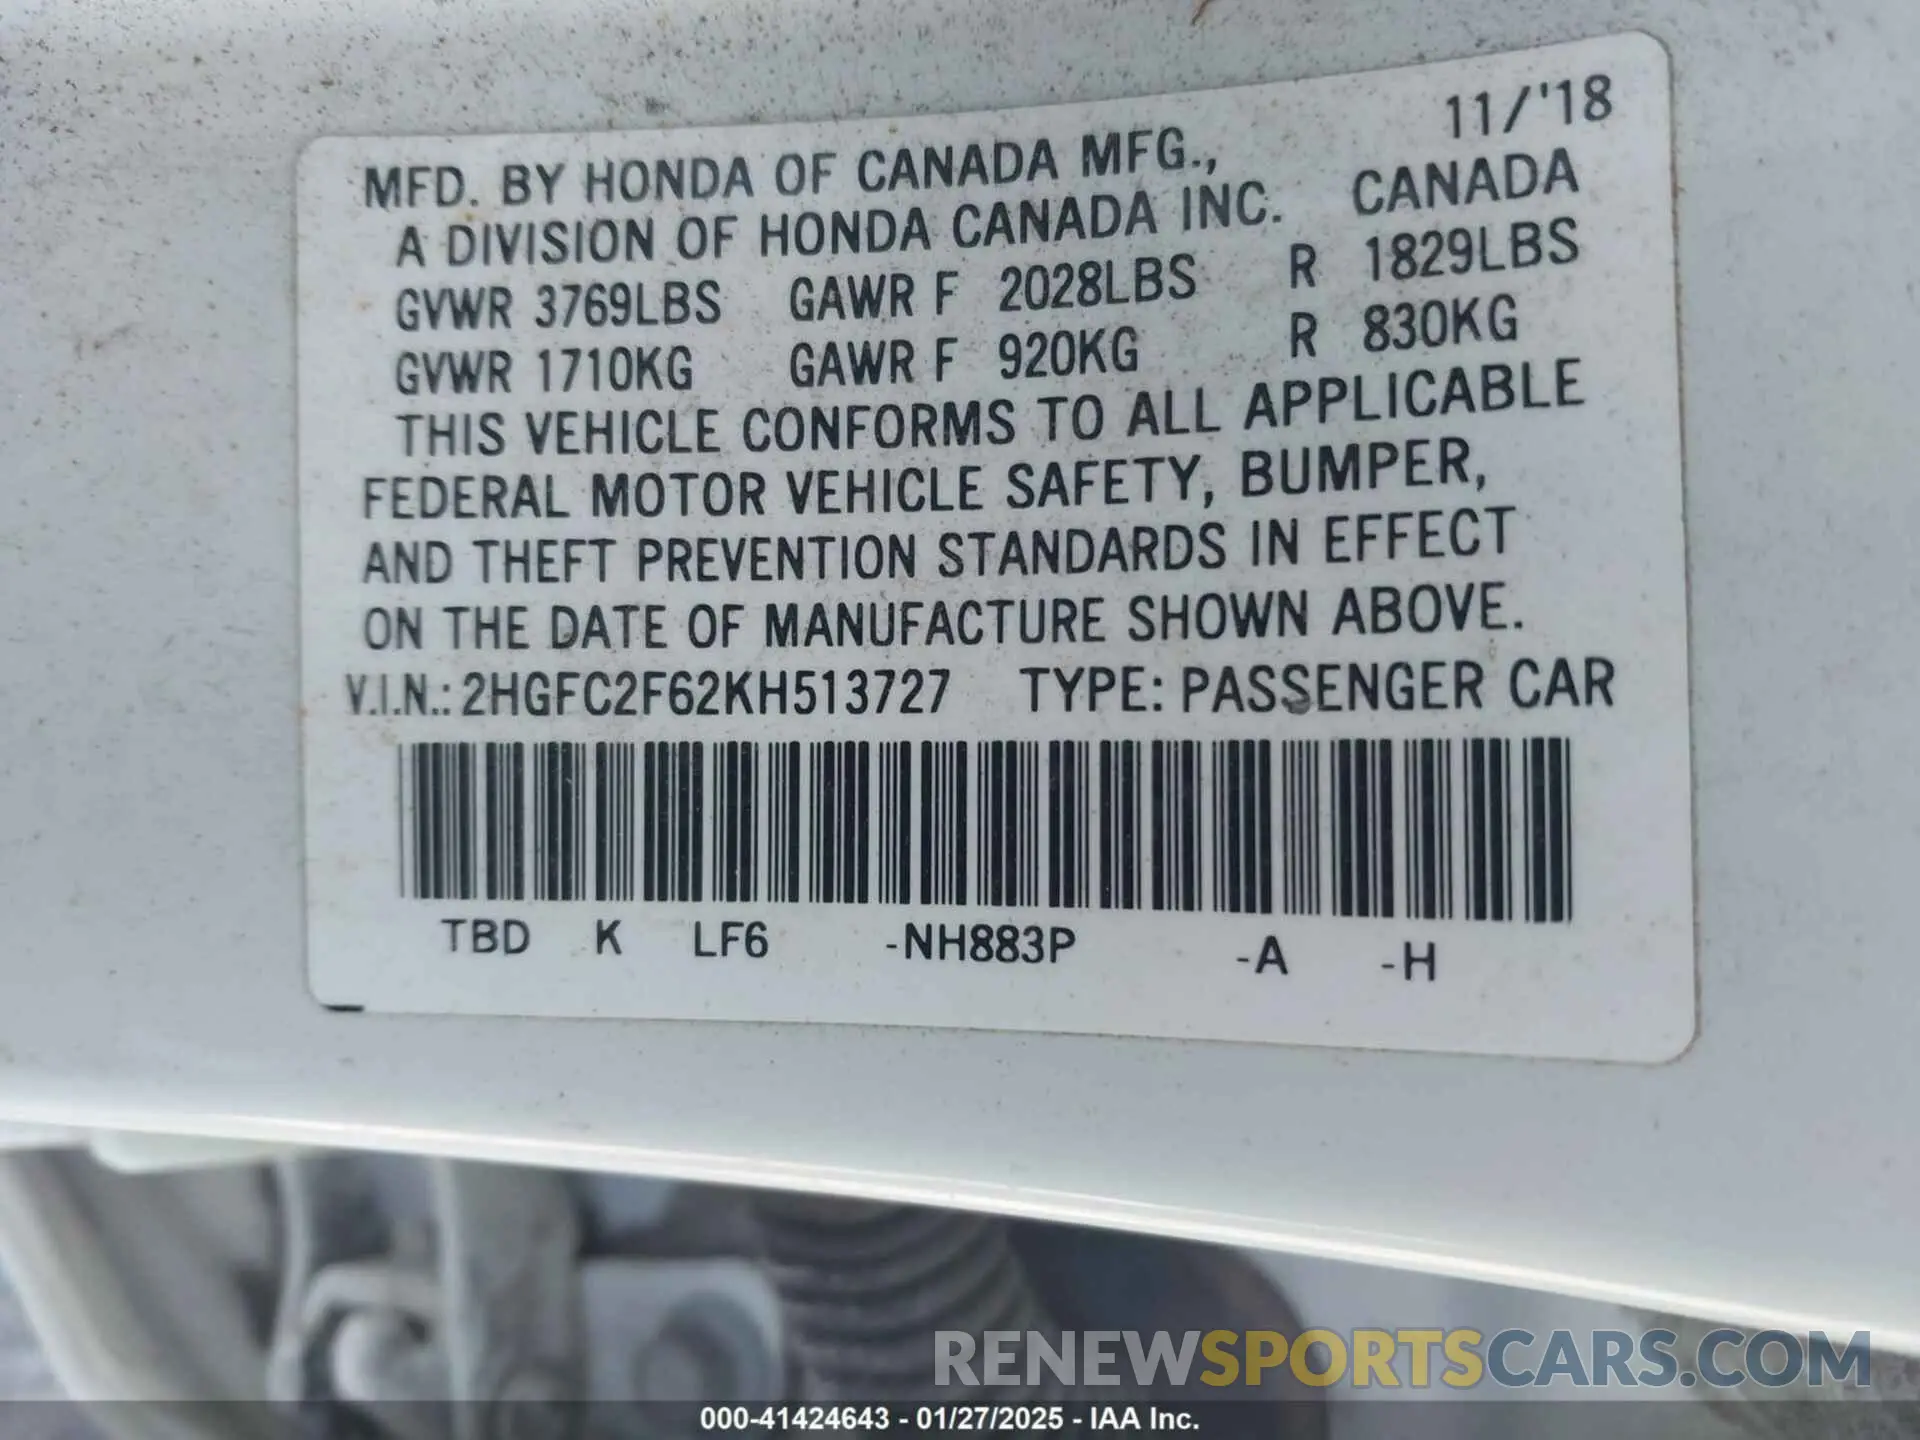 11/'18
MFD. BY HONDA OF CANADA MFG.,
A DIVISION OF HONDA CANADA INC. CANADA
GVWR 3769LBS GAWR F 2028LBS R 1829LBS
GVWR 1710KG GAWR F 920KG R 830KG
THIS VEHICLE CONFORMS TO ALL APPLICABLE
FEDERAL MOTOR VEHICLE SAFETY, BUMPER,
AND THEFT PREVENTION STANDARDS IN EFFECT
ON THE DATE OF MANUFACTURE SHOWN ABOVE.
V.I.N.: 2HGFC2F62KH513727 TYPE: PASSENGER CAR
TBD K LF6 -NH883P -A -H
RENEWSPORTSCARS.COM
000-41424643 - 01/27/2025 - IAA Inc.